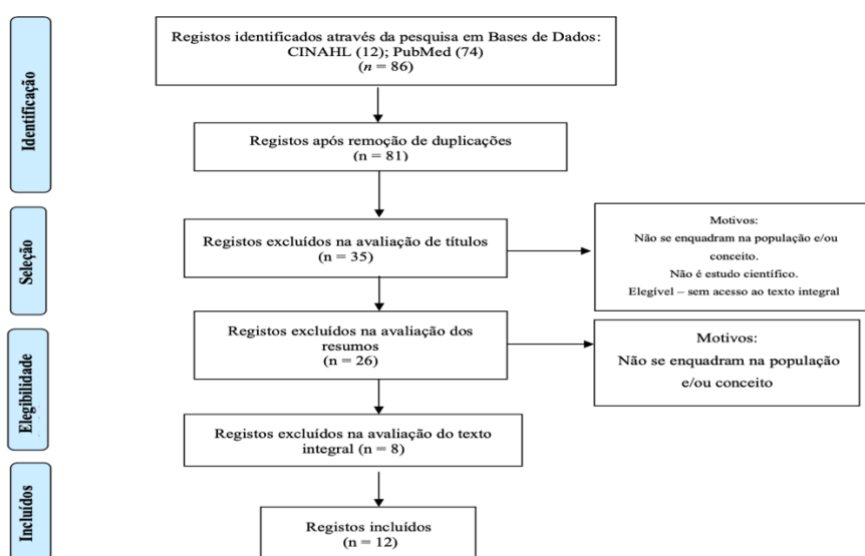 Identificação
Registos identificados através da pesquisa em Bases de Dados:
CINAHL (12); PubMed (74)
(n = 86)
Registos após remoção de duplicações
(n = 81)
Seleção
Registos excluídos na avaliação de títulos
(n = 35)
Motivos:
Não se enquadram na população e/ou
conceito.
Não é estudo científico.
Elegível – sem acesso ao texto integral
Elegibilidade
Registos excluídos na avaliação dos
resumos
(n = 26)
Motivos:
Não se enquadram na população
e/ou conceito
Registos excluídos na avaliação do texto
integral (n = 8)
Incluídos
Registos incluídos
(n = 12)